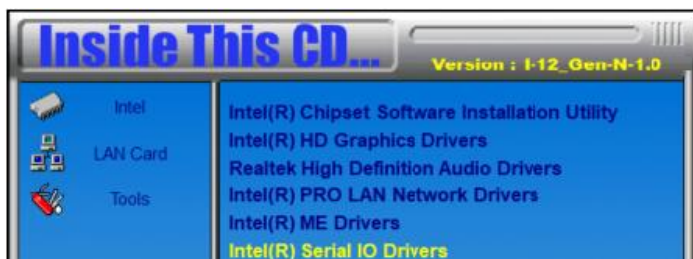 Inside This CD...
Version : I-12_Gen-N-1.0
Intel
LAN Card
Tools
Intel(R) Chipset Software Installation Utility
Intel(R) HD Graphics Drivers
Realtek High Definition Audio Drivers
Intel(R) PRO LAN Network Drivers
Intel(R) ME Drivers
Intel(R) Serial IO Drivers